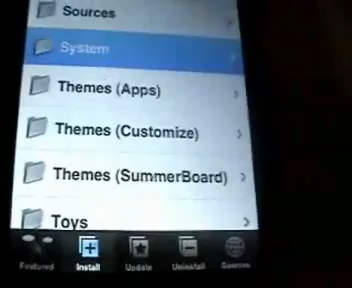 Sources
System
Themes (Apps)
Themes (Customize)
Themes (SummerBoard)
Toys
Featured Install Update Uninstall Sources